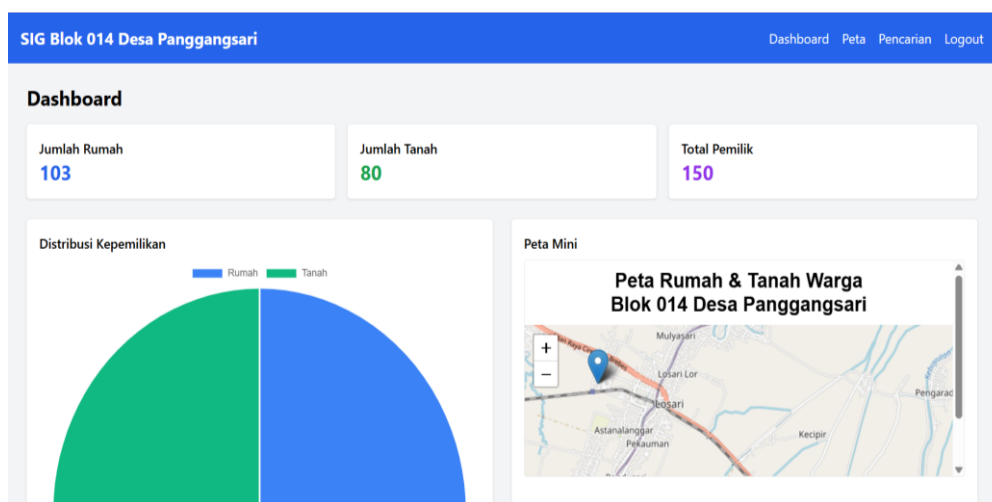 SIG Blok 014 Desa Panggangsari
Dashboard Peta Pencarian Logout
Dashboard
Jumlah Rumah
103
Jumlah Tanah
80
Total Pemilik
150
Distribusi Kepemilikan
Rumah Tanah
Peta Mini
Peta Rumah & Tanah Warga
Blok 014 Desa Panggangsari
+
−
Mulyasari
Losari Lor
Losari
Pengarad
Astanalanggar
Pekauman
Kecipir